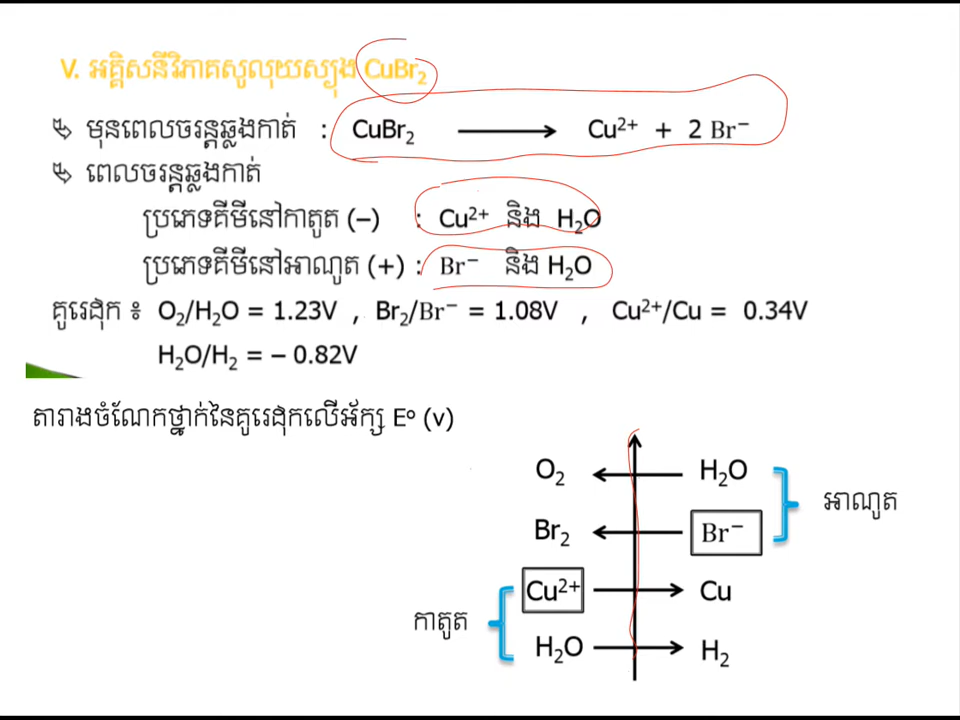 V. អគ្គិសនីវិភាគសូលុយស្យុង CuBr₂
មុនពេលចរន្តឆ្លងកាត់ : CuBr₂ ⟶ Cu²⁺ + 2 Br⁻
ពេលចរន្តឆ្លងកាត់
ប្រភេទគីមីនៅកាតូត (–) : Cu²⁺ និង H₂O
ប្រភេទគីមីនៅអាណូត (+) : Br⁻ និង H₂O
គូរេដុក ៖ O₂/H₂O = 1.23V , Br₂/Br⁻ = 1.08V , Cu²⁺/Cu = 0.34V
H₂O/H₂ = – 0.82V
តារាងចំណែកថ្នាក់នៃគូរេដុកលើអ័ក្ស E° (v)
O₂ ⟵ H₂O
អាណូត
Br₂ ⟵ Br⁻
Cu²⁺ ⟶ Cu
កាតូត
H₂O ⟶ H₂